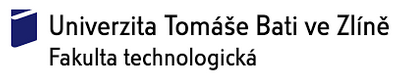 Univerzita Tomáše Bati ve Zlíně
Fakulta technologická